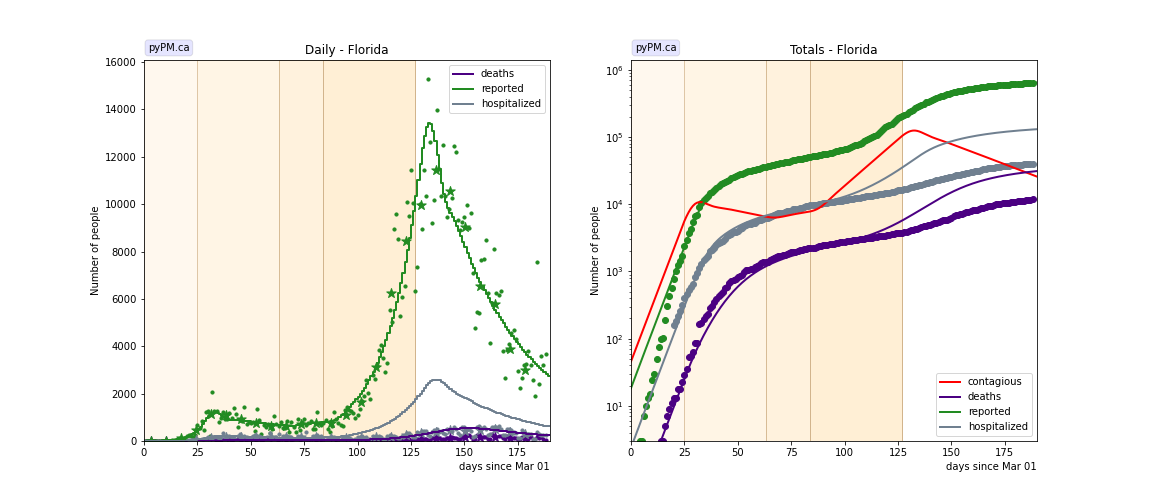 pyPM.ca
Daily - Florida
deaths
reported
hospitalized
16000
14000
12000
10000
8000
6000
4000
2000
0
Number of people
0 25 50 75 100 125 150 175
days since Mar 01
pyPM.ca
Totals - Florida
10⁶
10⁵
10⁴
10³
10²
10¹
Number of people
contagious
deaths
reported
hospitalized
0 25 50 75 100 125 150 175
days since Mar 01